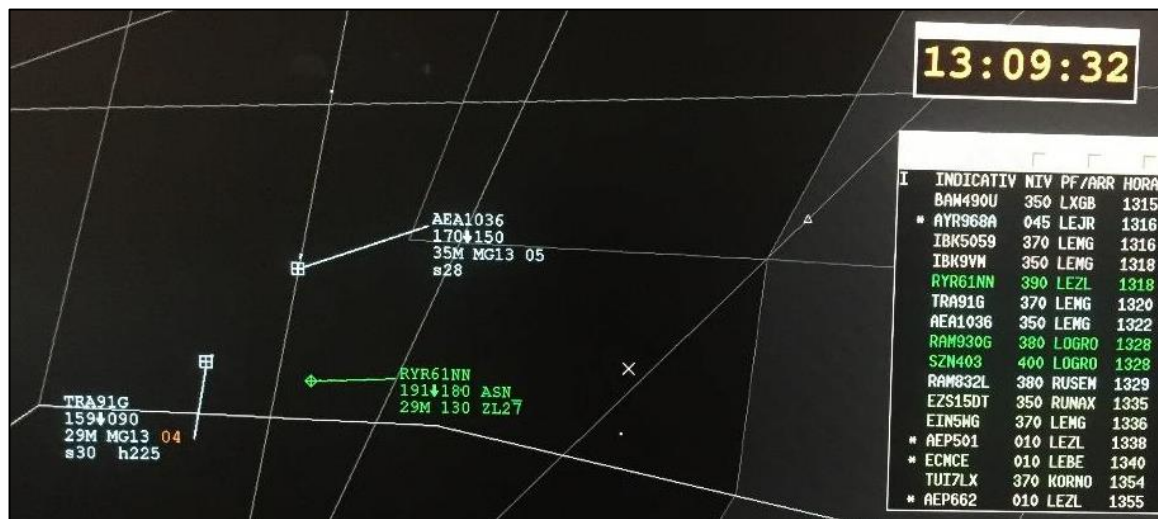 13:09:32
AEA1036
170↓150
35M MG13 05
s28
RYR61NN
191↓180 ASN
29M 130 ZL27
TRA91G
159↓090
29M MG13 04
s30 h225
I INDICATIV NIV PF/ARR HORA
BAW490U 350 LXGB 1315
* AYR968A 045 LEJR 1316
IBK5059 370 LEMG 1316
IBK9VM 350 LEMG 1318
RYR61NN 390 LEZL 1318
TRA91G 370 LEMG 1320
AEA1036 350 LEMG 1322
RAM930G 380 LOGRO 1328
SZN403 400 LOGRO 1328
RAM832L 380 RUSEM 1329
EZS15DT 350 RUNAX 1335
EIN5WG 370 LEMG 1336
* AEP501 010 LEZL 1338
* ECMCE 010 LEBE 1340
TUI7LX 370 KORNO 1354
* AEP662 010 LEZL 1355